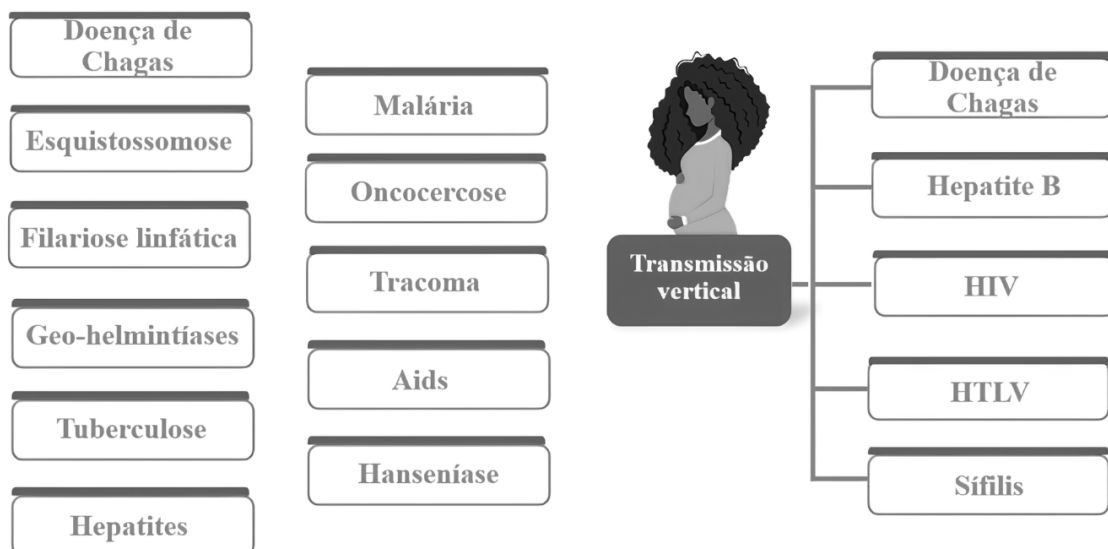 Doença de
Chagas
Esquistossomose
Filariose linfática
Geo-helmintíases
Tuberculose
Hepatites
Malária
Oncocercose
Tracoma
Aids
Hanseníase
Transmissão
vertical
Doença de
Chagas
Hepatite B
HIV
HTLV
Sífilis